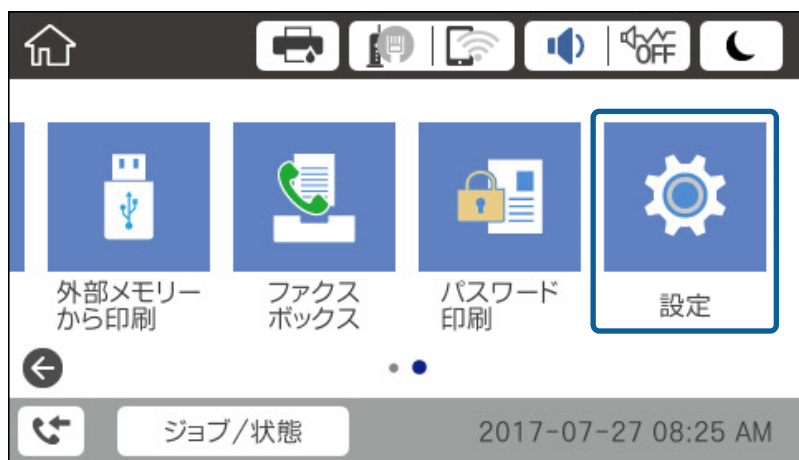 OFF
外部メモリー
から印刷
ファクス
ボックス
パスワード
印刷
設定
ジョブ/状態
2017-07-27 08:25 AM